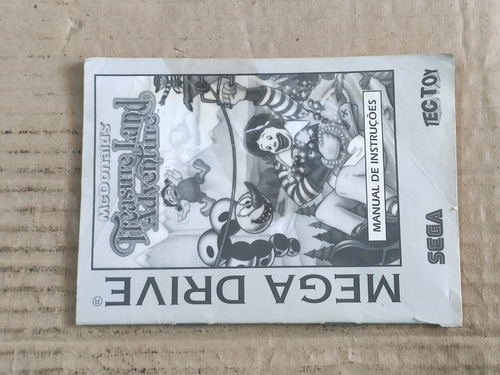 MEGA DRIVE®
McDonald's
Treasure Land
Adventure
MANUAL DE INSTRUÇÕES
SEGA
TEC TOY